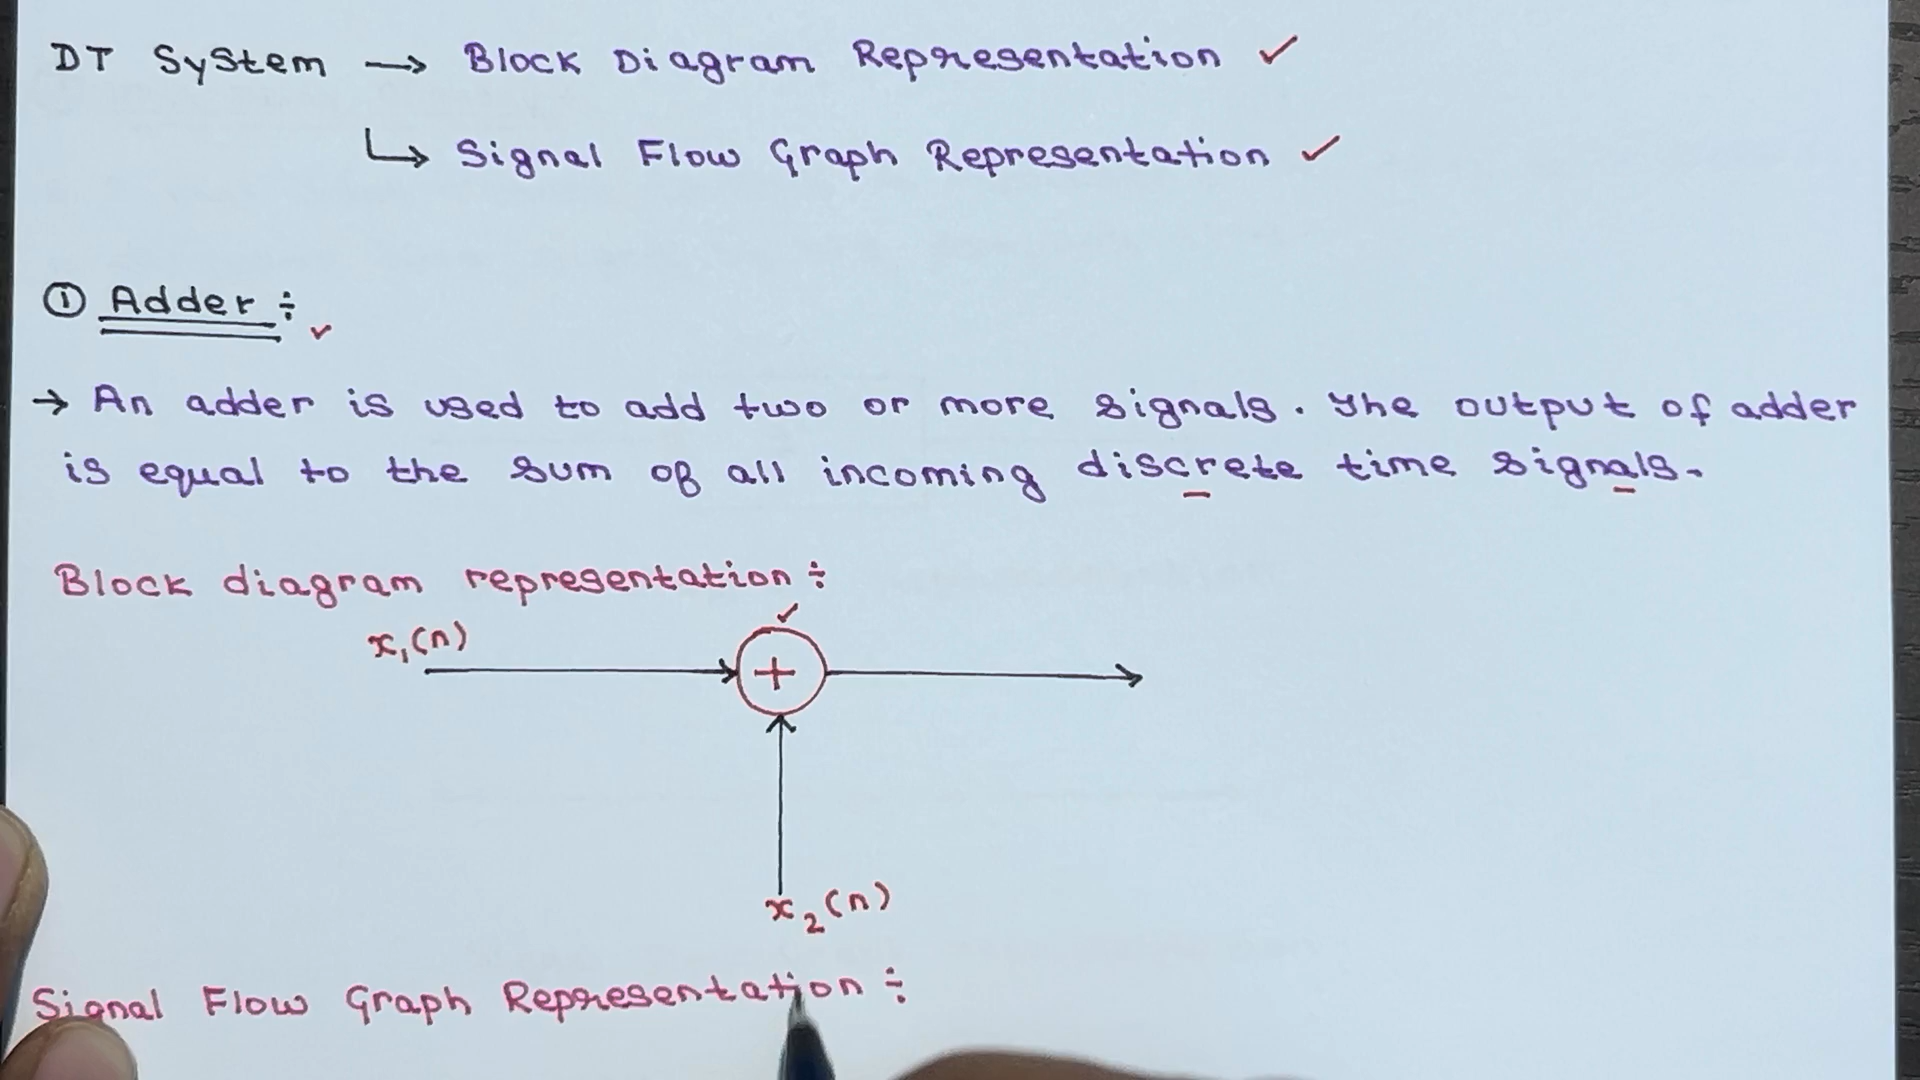 DT System → Block Diagram Representation ✓
↳ Signal Flow Graph Representation ✓
① Adder ÷ ✓
→ An adder is used to add two or more signals. The output of adder
is equal to the sum of all incoming discrete time signals.
Block diagram representation ÷
x₁(n)
+
x₂(n)
Signal Flow Graph Representation ÷